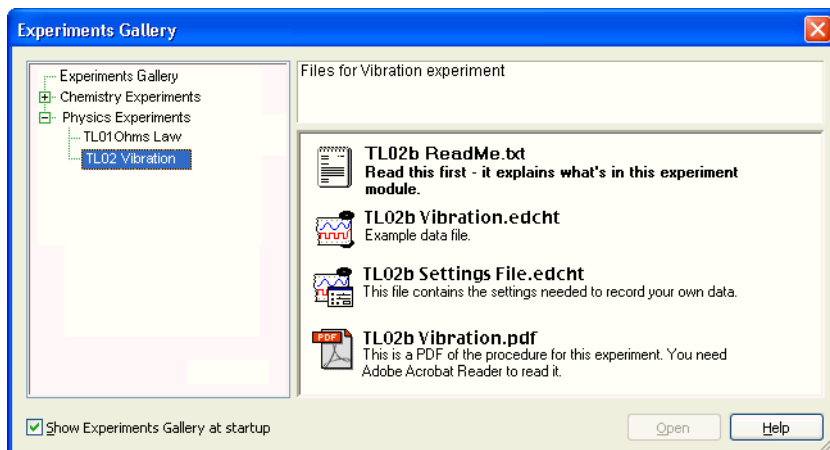 Experiments Gallery
Experiments Gallery
Chemistry Experiments
Physics Experiments
TL01Ohms Law
TL02 Vibration
Files for Vibration experiment
TL02b ReadMe.txt
Read this first - it explains what's in this experiment
module.
TL02b Vibration.edcht
Example data file.
TL02b Settings File.edcht
This file contains the settings needed to record your own data.
PDF
TL02b Vibration.pdf
This is a PDF of the procedure for this experiment. You need
Adobe Acrobat Reader to read it.
Show Experiments Gallery at startup
Open
Help